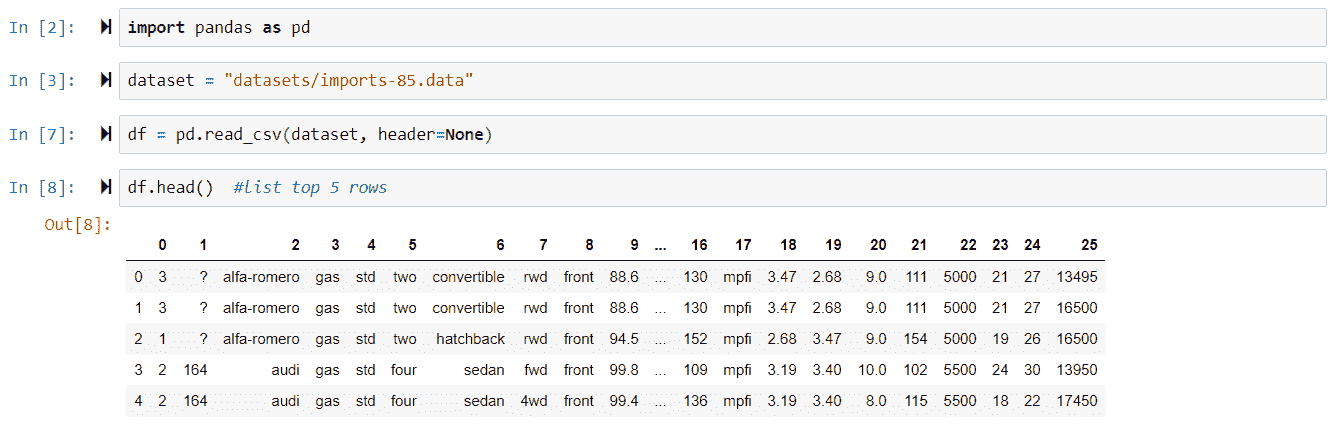 In [2]: import pandas as pd
In [3]: dataset = "datasets/imports-85.data"
In [7]: df = pd.read_csv(dataset, header=None)
In [8]: df.head() #list top 5 rows
Out[8]:
0 1 2 3 4 5 6 7 8 9 ... 16 17 18 19 20 21 22 23 24 25
0 3 ? alfa-romero gas std two convertible rwd front 88.6 ... 130 mpfi 3.47 2.68 9.0 111 5000 21 27 13495
1 3 ? alfa-romero gas std two convertible rwd front 88.6 ... 130 mpfi 3.47 2.68 9.0 111 5000 21 27 16500
2 1 ? alfa-romero gas std two hatchback rwd front 94.5 ... 152 mpfi 2.68 3.47 9.0 154 5000 19 26 16500
3 2 164 audi gas std four sedan fwd front 99.8 ... 109 mpfi 3.19 3.40 10.0 102 5500 24 30 13950
4 2 164 audi gas std four sedan 4wd front 99.4 ... 136 mpfi 3.19 3.40 8.0 115 5500 18 22 17450